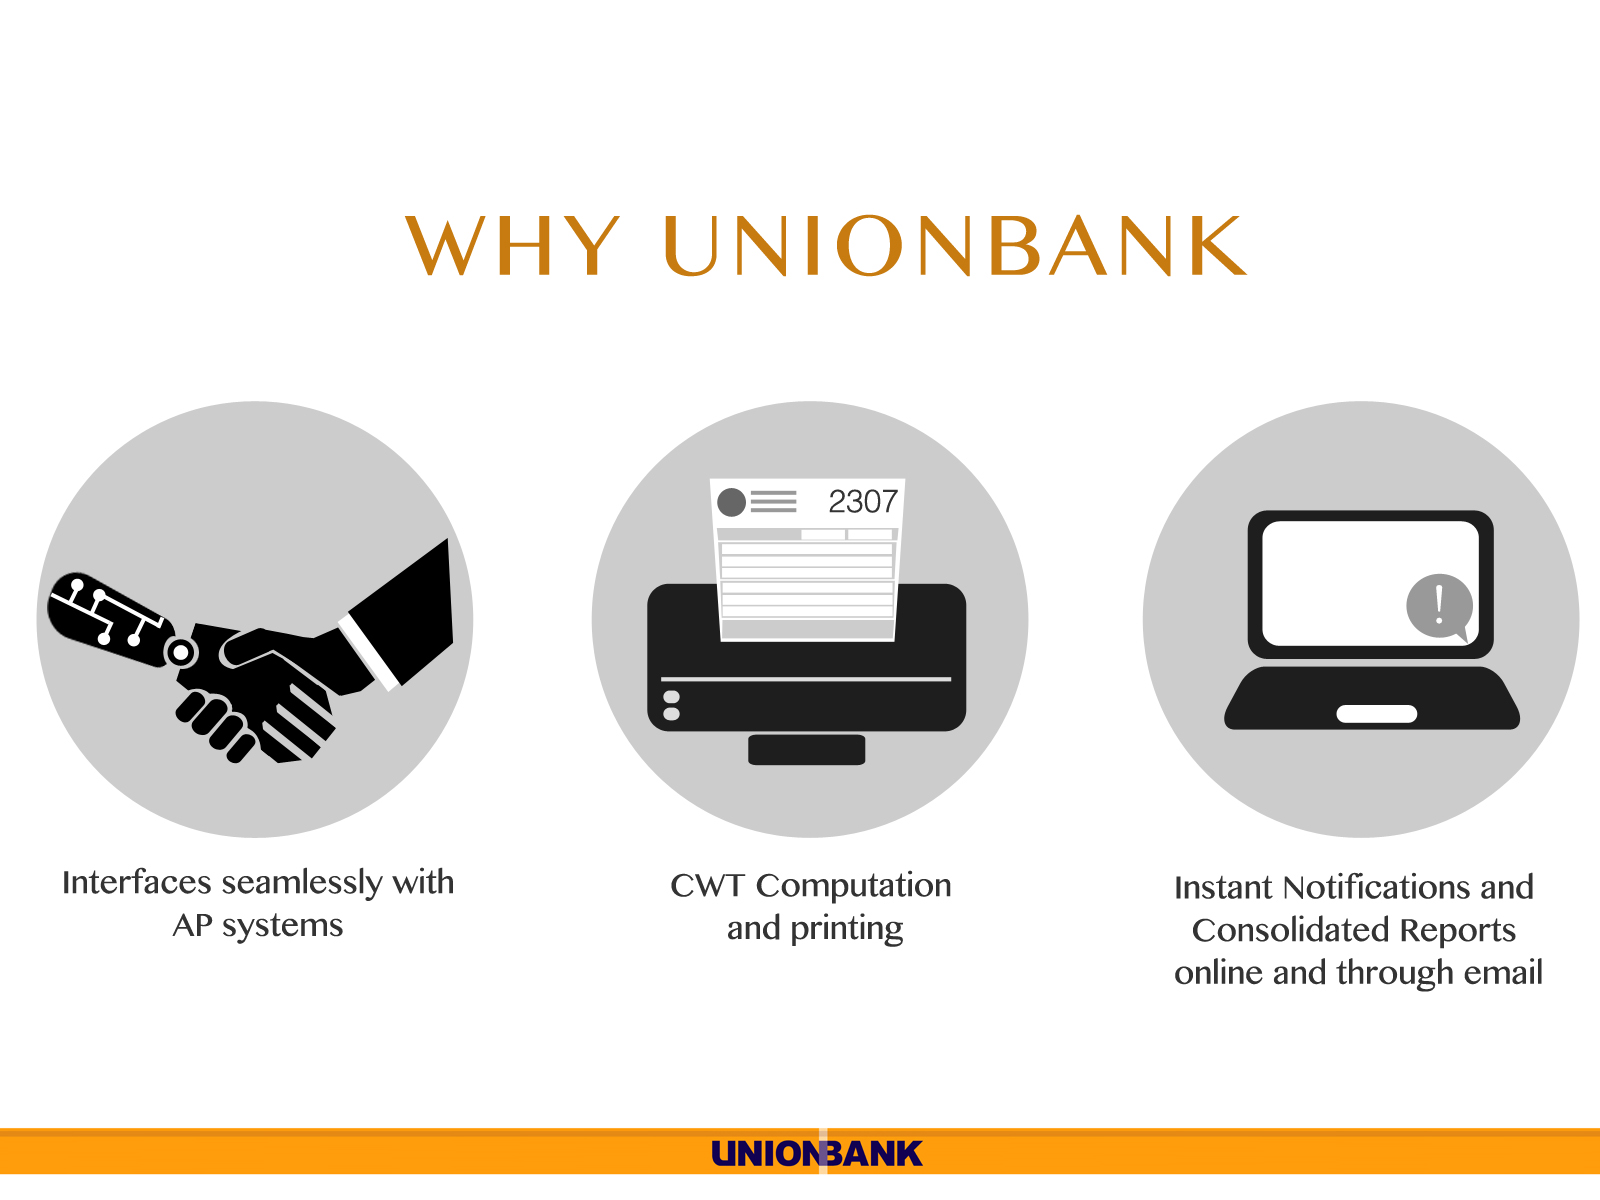 WHY UNIONBANK
2307
Interfaces seamlessly with
AP systems
CWT Computation
and printing
!
Instant Notifications and
Consolidated Reports
online and through email
UNIONBANK